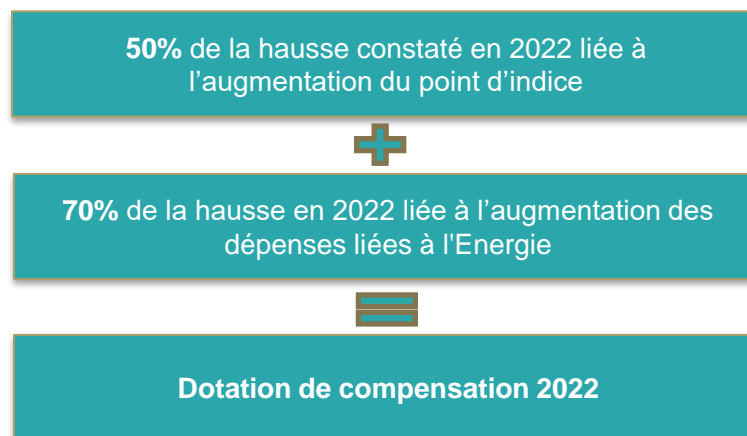 50% de la hausse constaté en 2022 liée à
l’augmentation du point d’indice
70% de la hausse en 2022 liée à l’augmentation des
dépenses liées à l'Energie
Dotation de compensation 2022